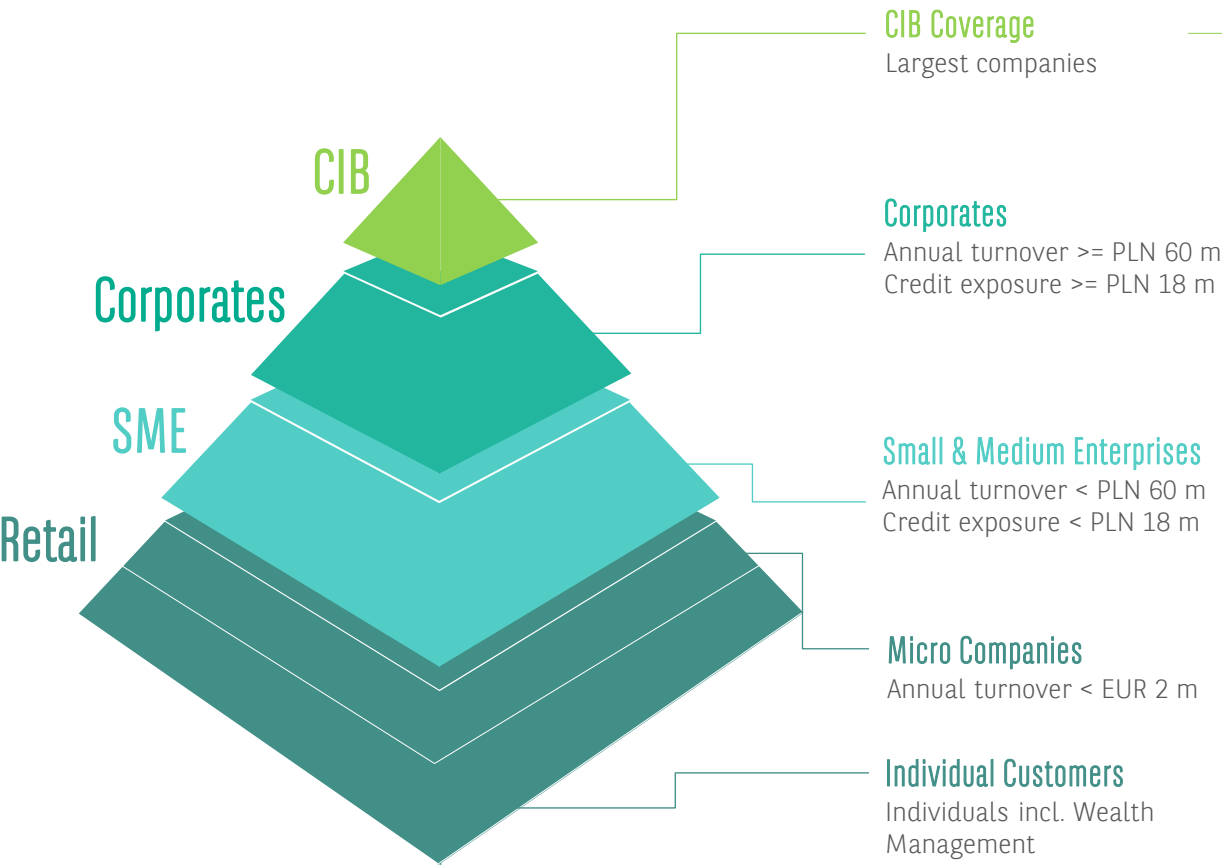 CIB Coverage
Largest companies
CIB
Corporates
Annual turnover >= PLN 60 m
Credit exposure >= PLN 18 m
Corporates
SME
Small & Medium Enterprises
Annual turnover < PLN 60 m
Credit exposure < PLN 18 m
Retail
Micro Companies
Annual turnover < EUR 2 m
Individual Customers
Individuals incl. Wealth
Management